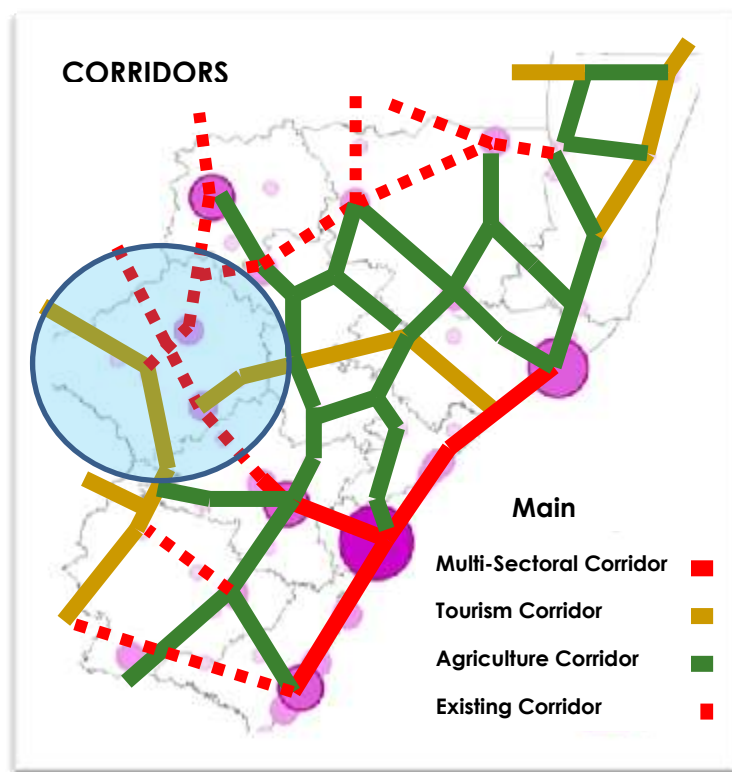 CORRIDORS
Main
Multi-Sectoral Corridor
Tourism Corridor
Agriculture Corridor
Existing Corridor